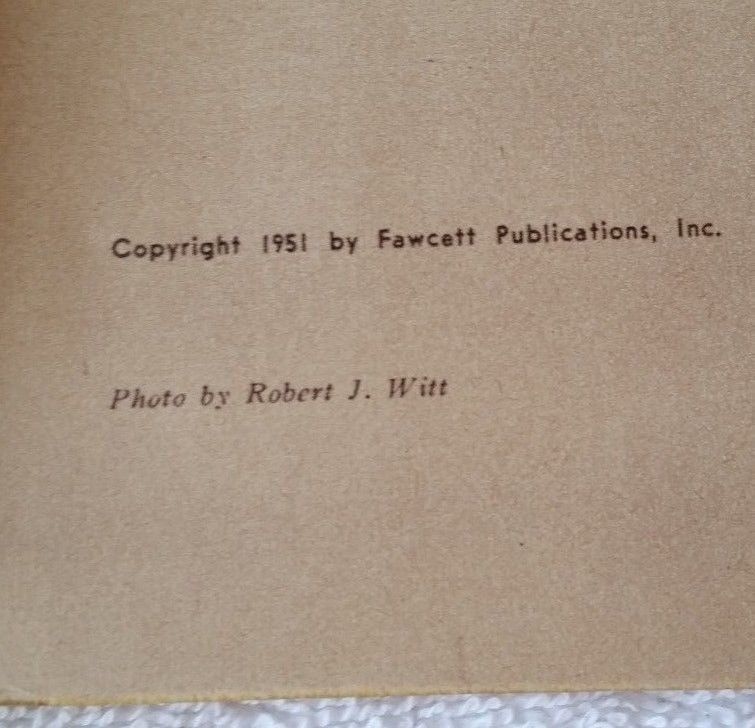 Copyright 1951 by Fawcett Publications, Inc.
Photo by Robert J. Witt